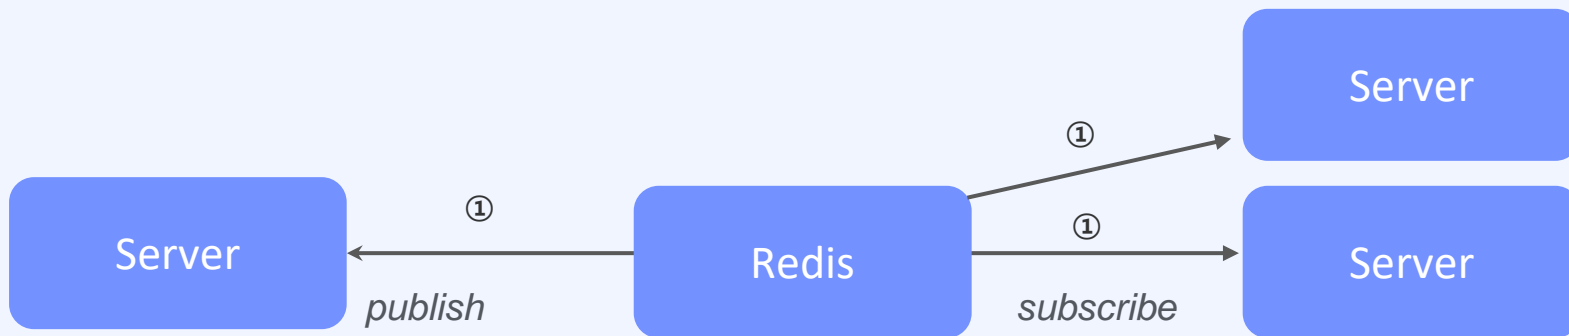 Server
①
Server
①
Redis
①
Server
publish
subscribe